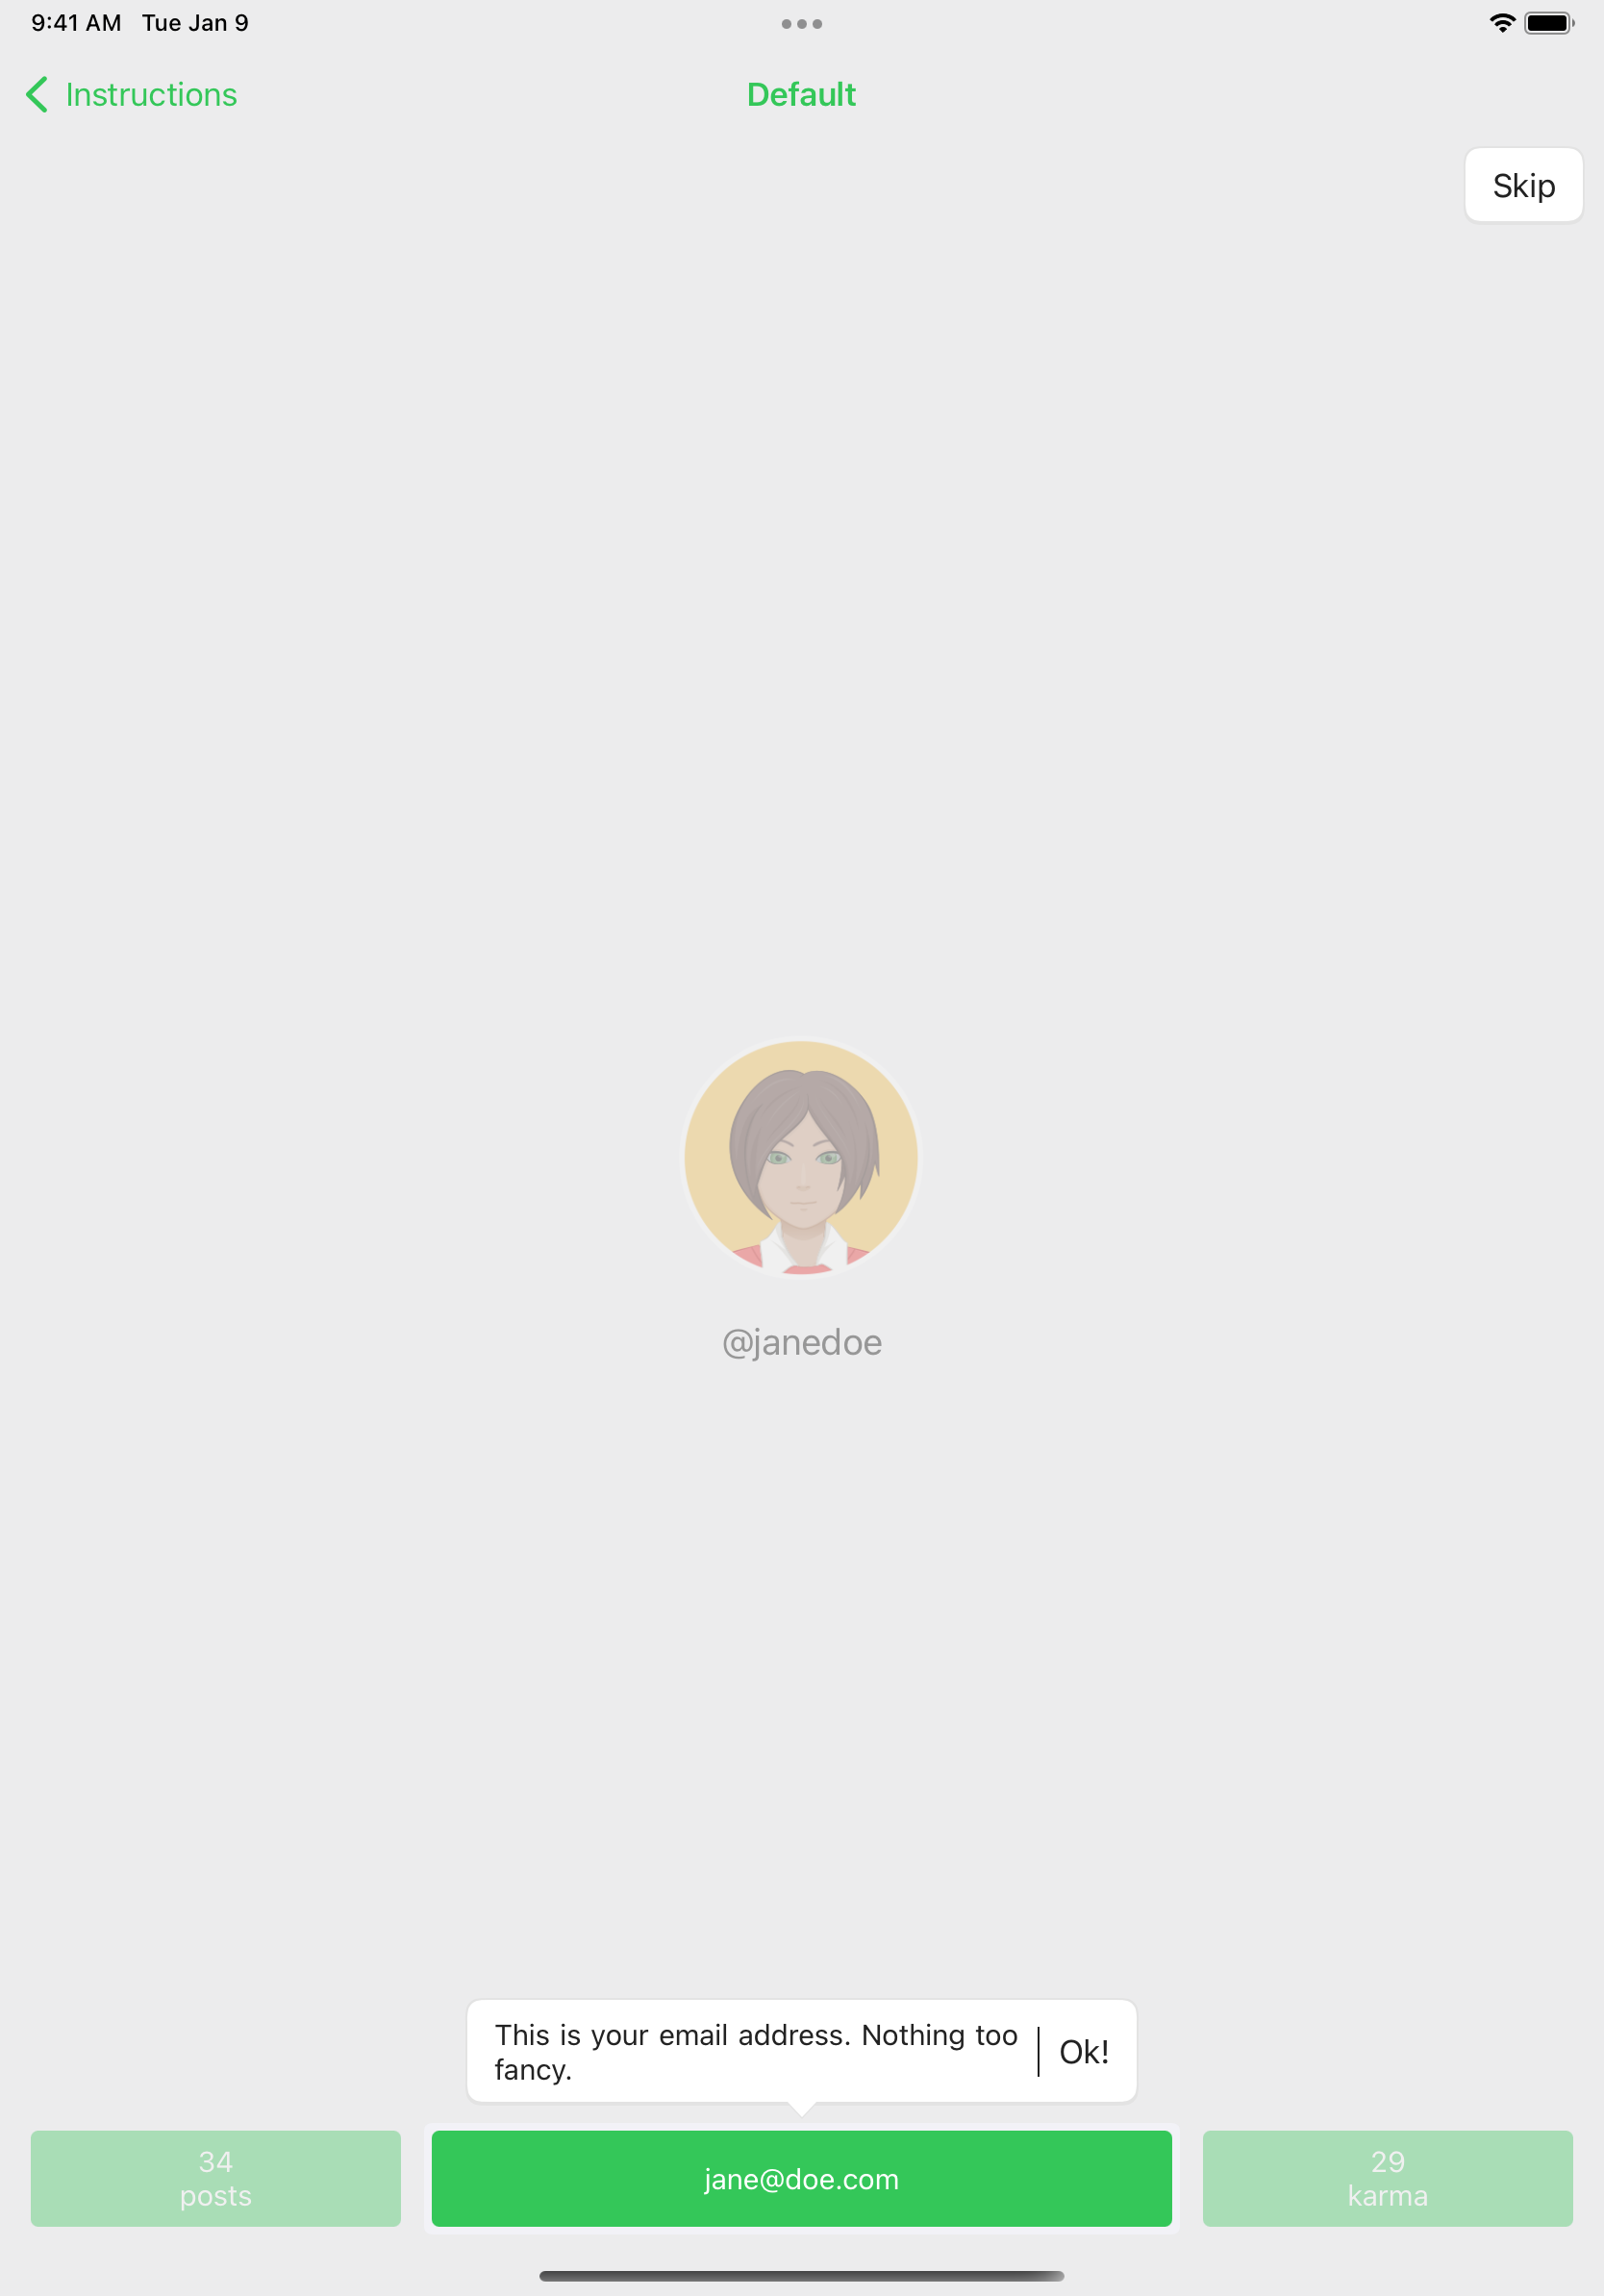 9:41 AM Tue Jan 9
Instructions
Default
Skip
@janedoe
This is your email address. Nothing too
fancy.
Ok!
34
posts
jane@doe.com
29
karma